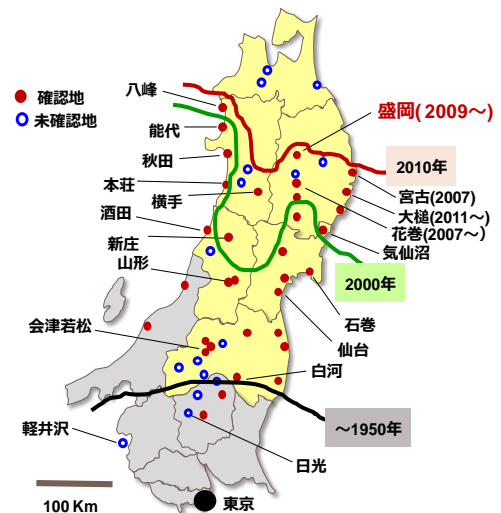 八峰
確認地
未確認地
能代
盛岡(2009～)
秋田
2010年
本荘
宮古(2007)
横手
大槌(2011～)
酒田
花巻(2007～)
新庄
気仙沼
山形
2000年
石巻
会津若松
仙台
白河
～1950年
軽井沢
日光
100 Km
東京